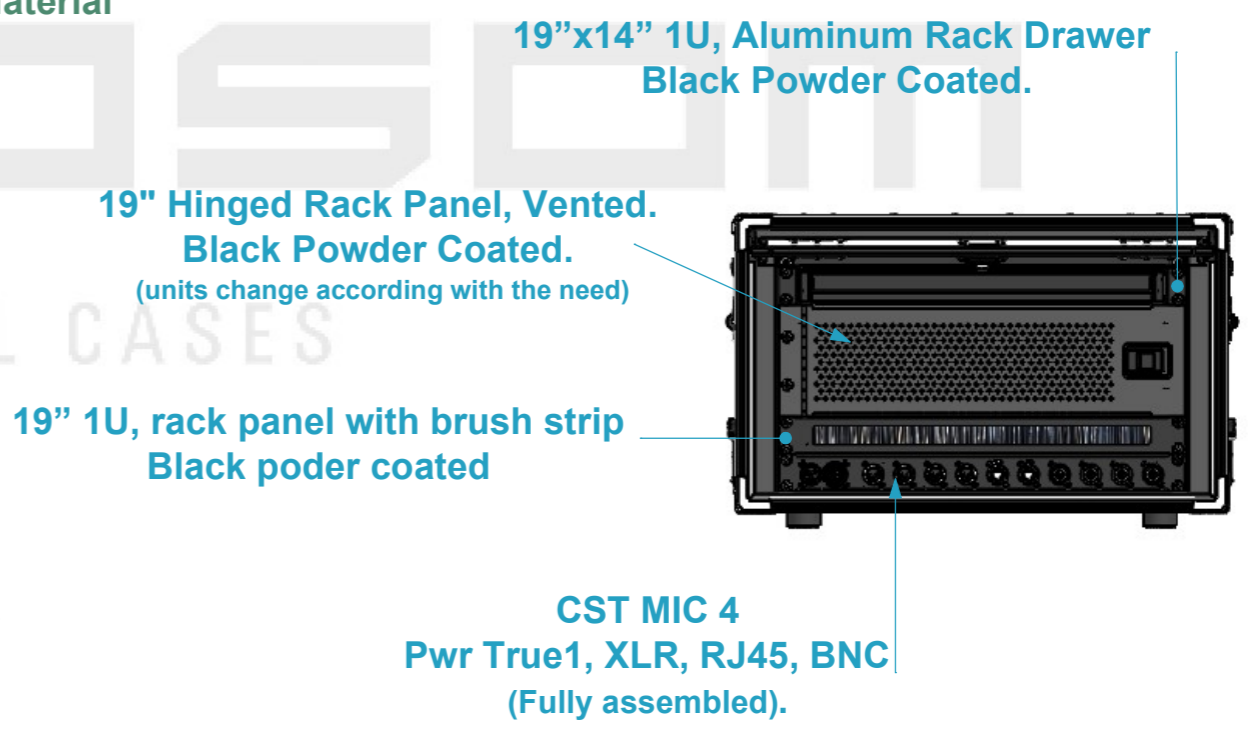 19”x14” 1U, Aluminum Rack Drawer
Black Powder Coated.
19" Hinged Rack Panel, Vented.
Black Powder Coated.
(units change according with the need)
CASES
19” 1U, rack panel with brush strip
Black poder coated
CST MIC 4
Pwr True1, XLR, RJ45, BNC
(Fully assembled).